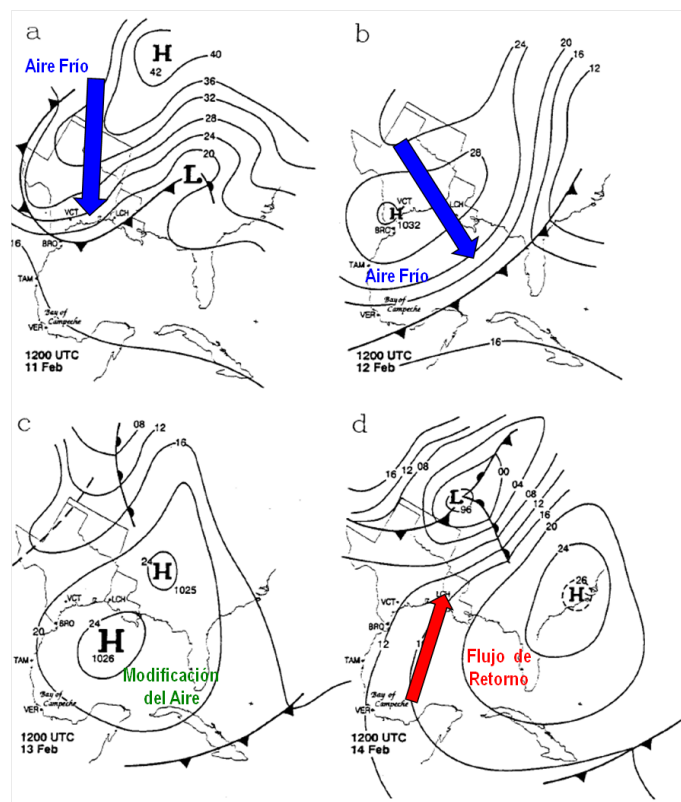 a
H
42
40
36
32
28
24
20
L
Aire Frío
VCT
LCH
BRO
16
TAM
Bay of
Campeche
VER
1200 UTC
11 Feb
b
24
20
16
12
28
VCT
LCH
H
1032
BRO
Aire Frío
TAM
Bay of
Campeche
VER
16
1200 UTC
12 Feb
c
08
12
16
24
H
1025
VCT
LCH
20
BRO
24
H
1026
TAM
Modificación
del Aire
Bay of
Campeche
VER
1200 UTC
13 Feb
d
16
12
08
L
96
00
04
08
12
16
20
24
26
H
VCT
LCH
BRO
12
TAM
Flujo de
Retorno
Bay of
Campeche
VER
1200 UTC
14 Feb